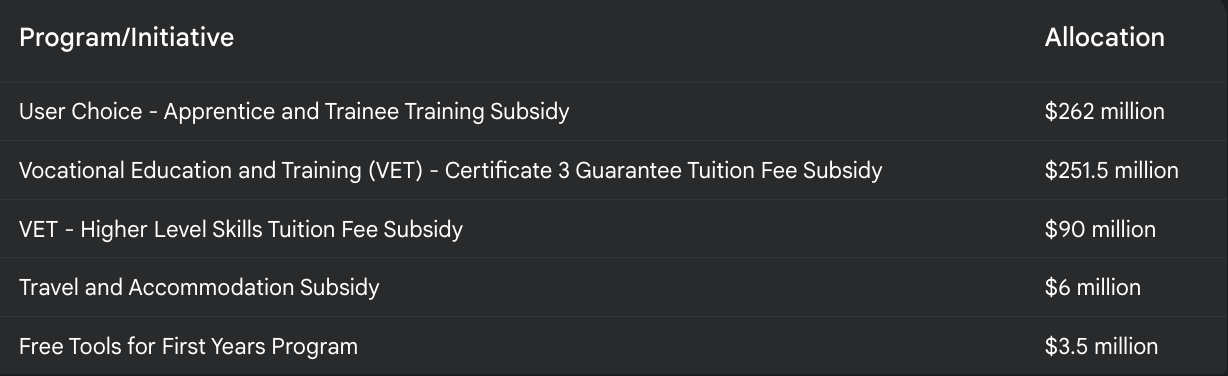 Program/Initiative Allocation
User Choice - Apprentice and Trainee Training Subsidy $262 million
Vocational Education and Training (VET) - Certificate 3 Guarantee Tuition Fee Subsidy $251.5 million
VET - Higher Level Skills Tuition Fee Subsidy $90 million
Travel and Accommodation Subsidy $6 million
Free Tools for First Years Program $3.5 million